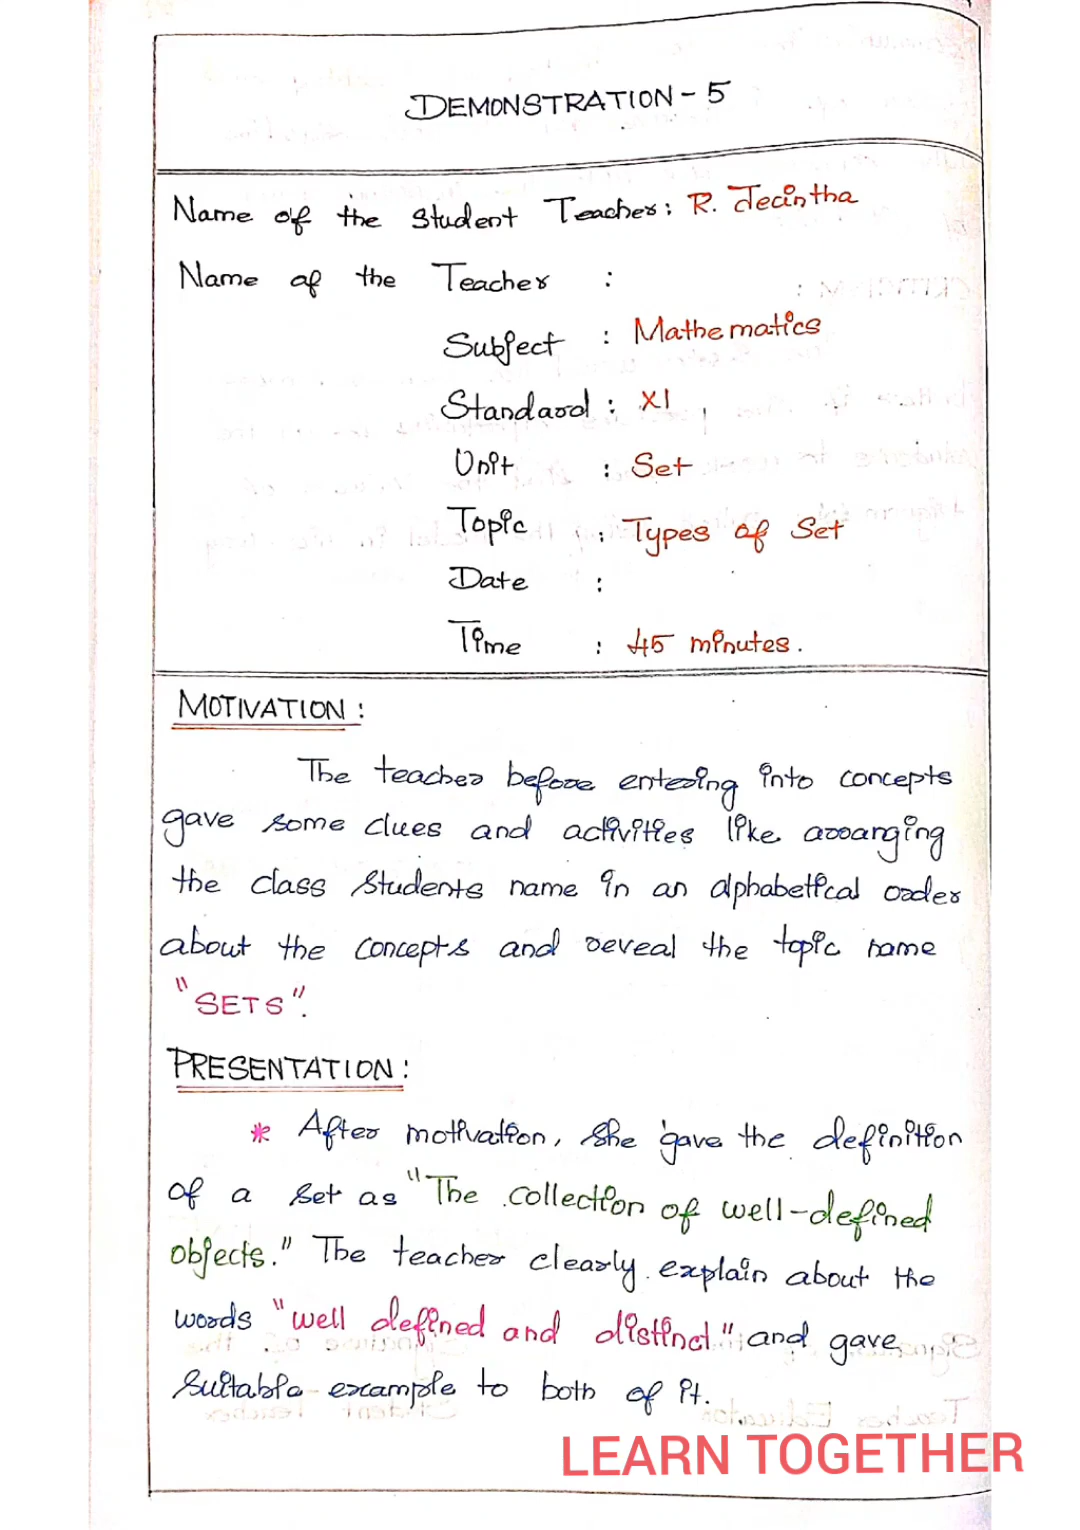 DEMONSTRATION - 5
Name of the Student Teacher : R. Jecintha
Name of the Teacher :
Subject : Mathematics
Standard : XI
Unit : Set
Topic : Types of Set
Date :
Time : 45 minutes.
MOTIVATION :
The teacher before entering into concepts
gave some clues and activities like arranging
the class students name in an alphabetical order
about the concepts and reveal the topic name
"SETS".
PRESENTATION :
* After motivation, she gave the definition
of a set as "The collection of well-defined
objects." The teacher clearly explain about the
words "well defined and distinct" and gave
suitable example to both of it.
LEARN TOGETHER